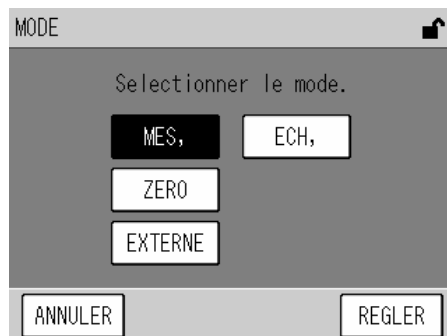 MODE
Selectionner le mode.
MES, ECH,
ZERO
EXTERNE
ANNULER REGLER